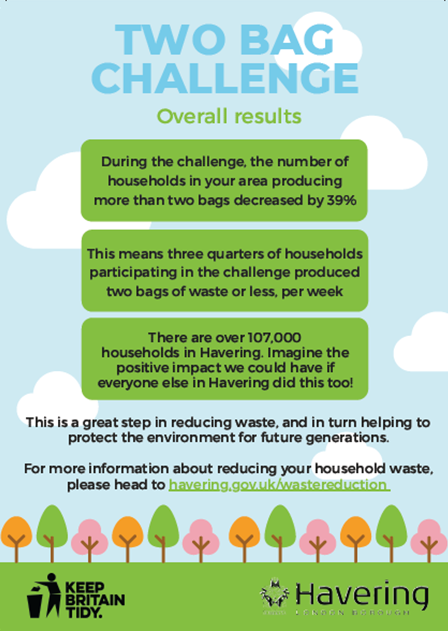 TWO BAG
CHALLENGE
Overall results
During the challenge, the number of
households in your area producing
more than two bags decreased by 39%
This means three quarters of households
participating in the challenge produced
two bags of waste or less, per week
There are over 107,000
households in Havering. Imagine the
positive impact we could have if
everyone else in Havering did this too!
This is a great step in reducing waste, and in turn helping to
protect the environment for future generations.
For more information about reducing your household waste,
please head to havering.gov.uk/wastereduction
KEEP
BRITAIN
TIDY.
Havering
LONDON BOROUGH